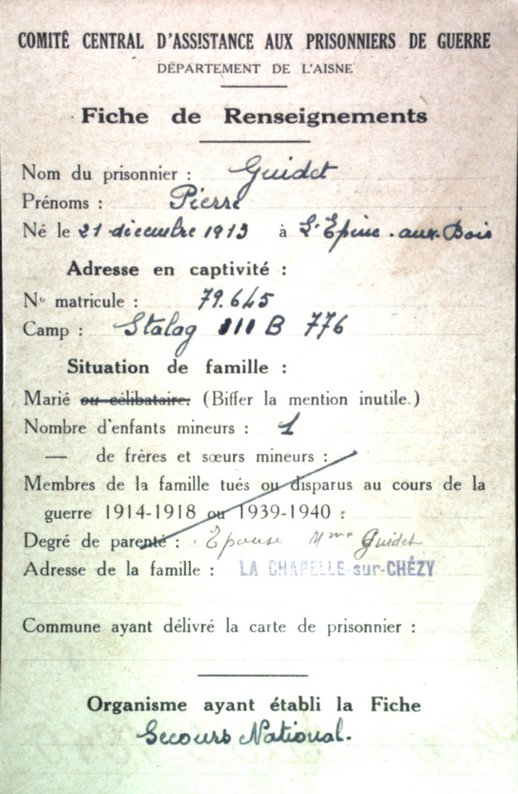 COMITÉ CENTRAL D'ASSISTANCE AUX PRISONNIERS DE GUERRE
DÉPARTEMENT DE L'AISNE
Fiche de Renseignements
Nom du prisonnier : Guidet
Prénoms : Pierre
Né le 21 décembre 1913 à L'Epine-aux-Bois
Adresse en captivité :
No matricule : 79.645
Camp : Stalag III B 776
Situation de famille :
Marié ou célibataire. (Biffer la mention inutile.)
Nombre d'enfants mineurs : 1
— de frères et sœurs mineurs :
Membres de la famille tués ou disparus au cours de la
guerre 1914-1918 ou 1939-1940 :
Degré de parenté : Epouse Mme Guidet
Adresse de la famille : LA CHAPELLE-sur-CHÉZY
Commune ayant délivré la carte de prisonnier :
Organisme ayant établi la Fiche
Secours National.